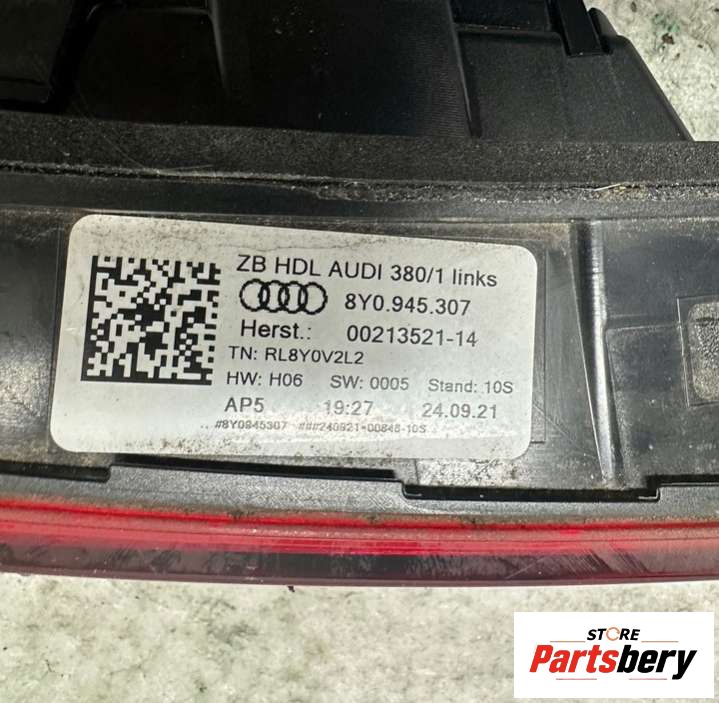 ZB HDL AUDI 380/1 links
8Y0.945.307
Herst.: 00213521-14
TN: RL8Y0V2L2
HW: H06 SW: 0005 Stand: 10S
AP5 19:27 24.09.21
#8Y0945307 ###240921-00848-10S
STORE
Partsbery